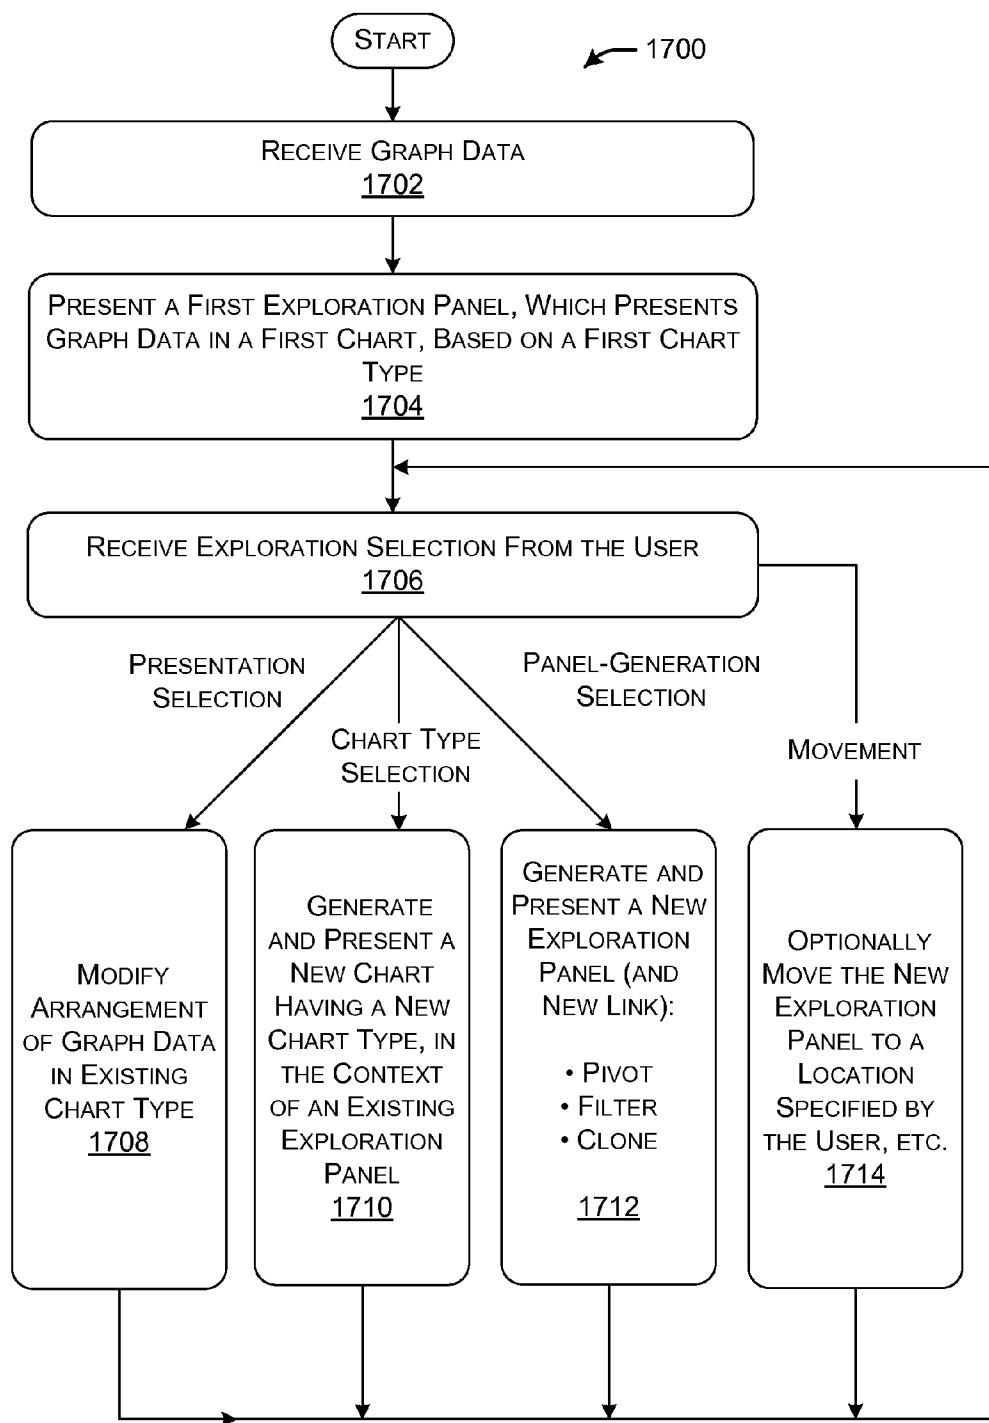 START
1700
RECEIVE GRAPH DATA
1702
PRESENT A FIRST EXPLORATION PANEL, WHICH PRESENTS
GRAPH DATA IN A FIRST CHART, BASED ON A FIRST CHART
TYPE
1704
RECEIVE EXPLORATION SELECTION FROM THE USER
1706
PRESENTATION
SELECTION
CHART TYPE
SELECTION
PANEL-GENERATION
SELECTION
MOVEMENT
MODIFY
ARRANGEMENT
OF GRAPH DATA
IN EXISTING
CHART TYPE
1708
GENERATE
AND PRESENT A
NEW CHART
HAVING A NEW
CHART TYPE, IN
THE CONTEXT
OF AN EXISTING
EXPLORATION
PANEL
1710
GENERATE AND
PRESENT A NEW
EXPLORATION
PANEL (AND
NEW LINK):
• PIVOT
• FILTER
• CLONE
1712
OPTIONALLY
MOVE THE NEW
EXPLORATION
PANEL TO A
LOCATION
SPECIFIED BY
THE USER, ETC.
1714